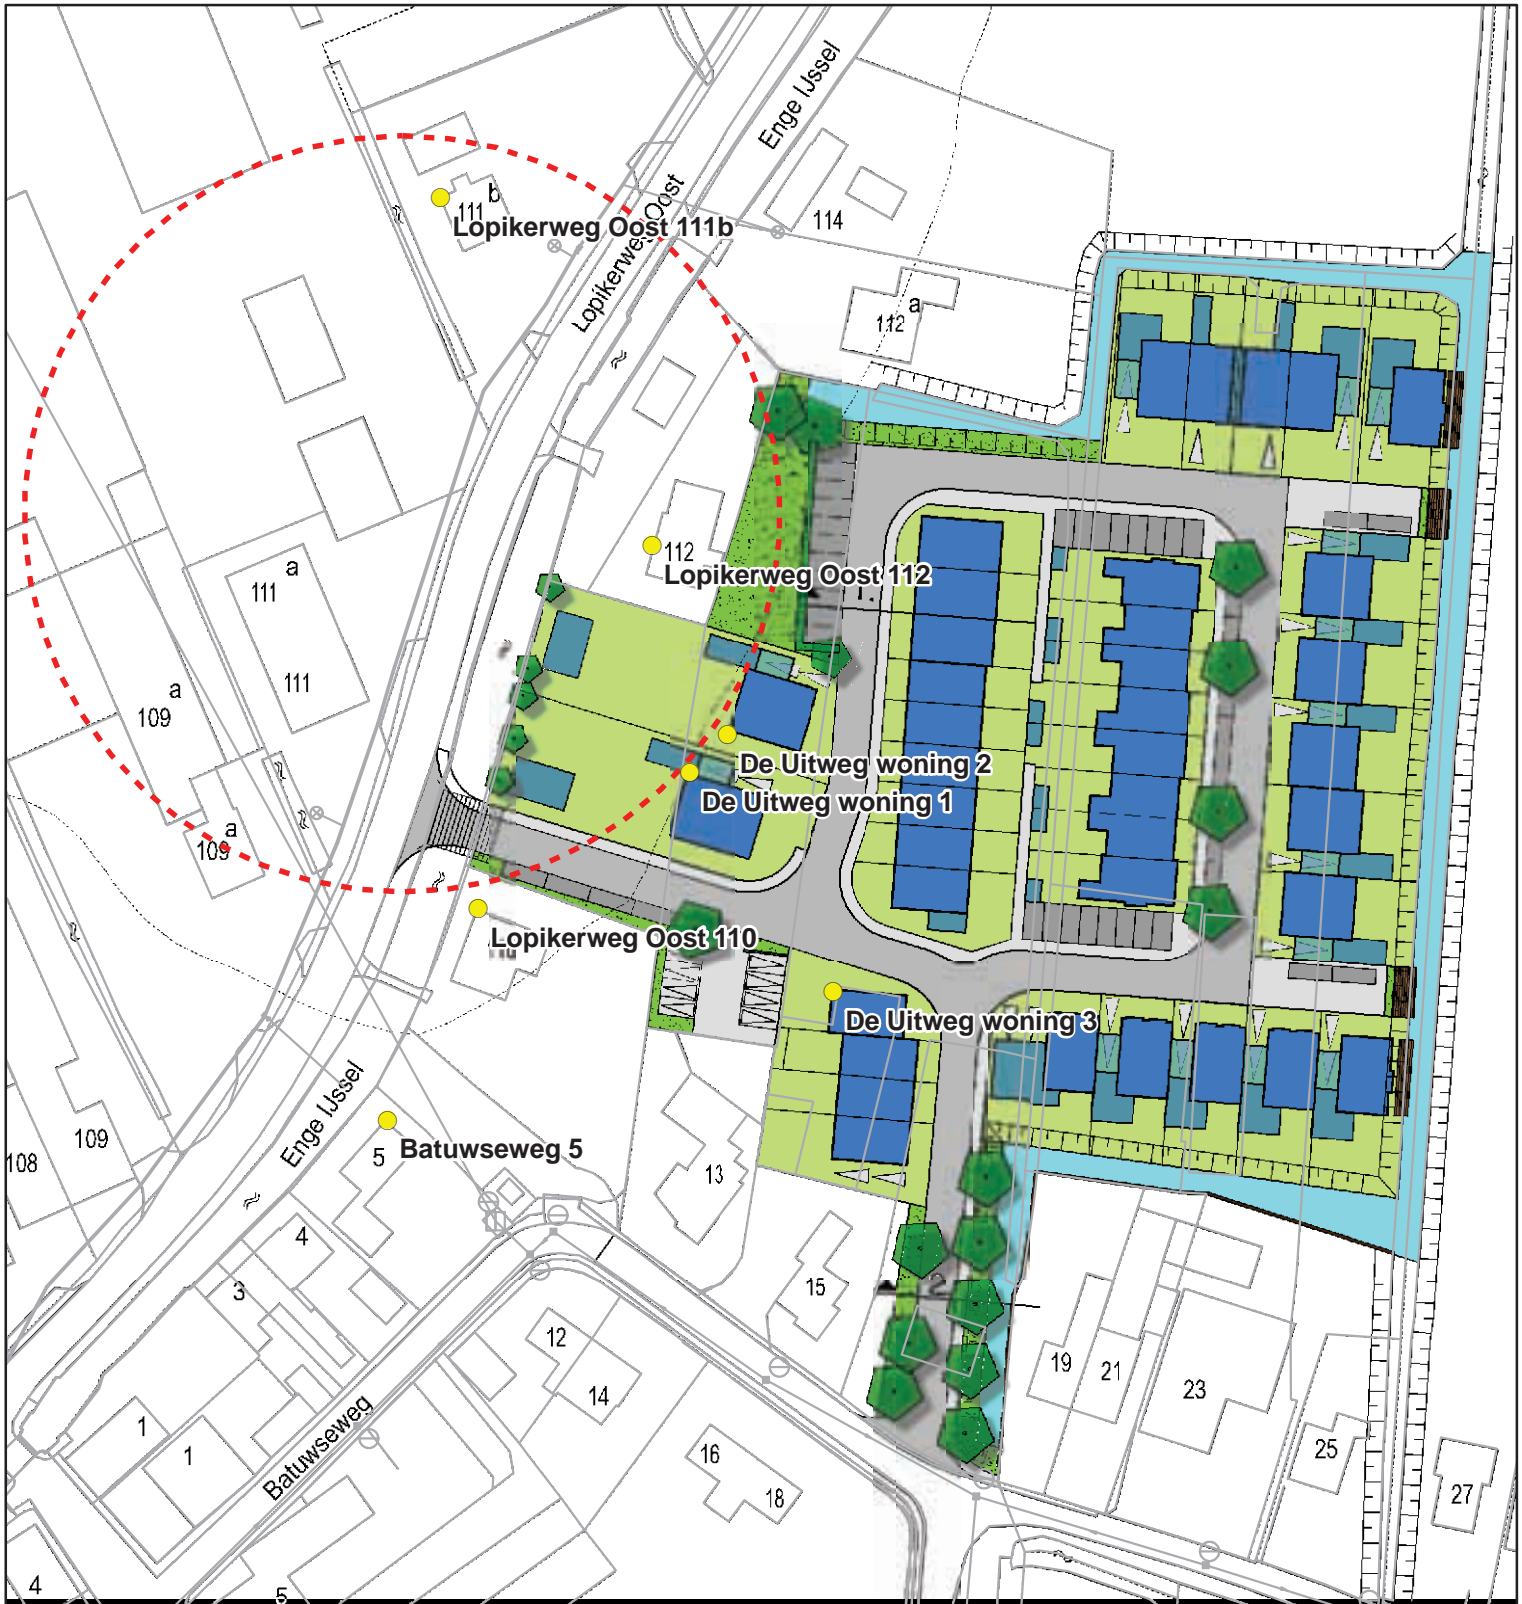 Enge IJssel
b
111
Lopikerweg Oost 111b
Lopikerweg Oost
114
a
112
112
Lopikerweg Oost 112
a
111
111
a
109
a
109
De Uitweg woning 2
De Uitweg woning 1
Lopikerweg Oost 110
De Uitweg woning 3
Enge IJssel
109
108
5
Batuwseweg 5
13
4
3
15
12
14
19
21
23
1
1
Batuwseweg
16
18
25
27
4
5